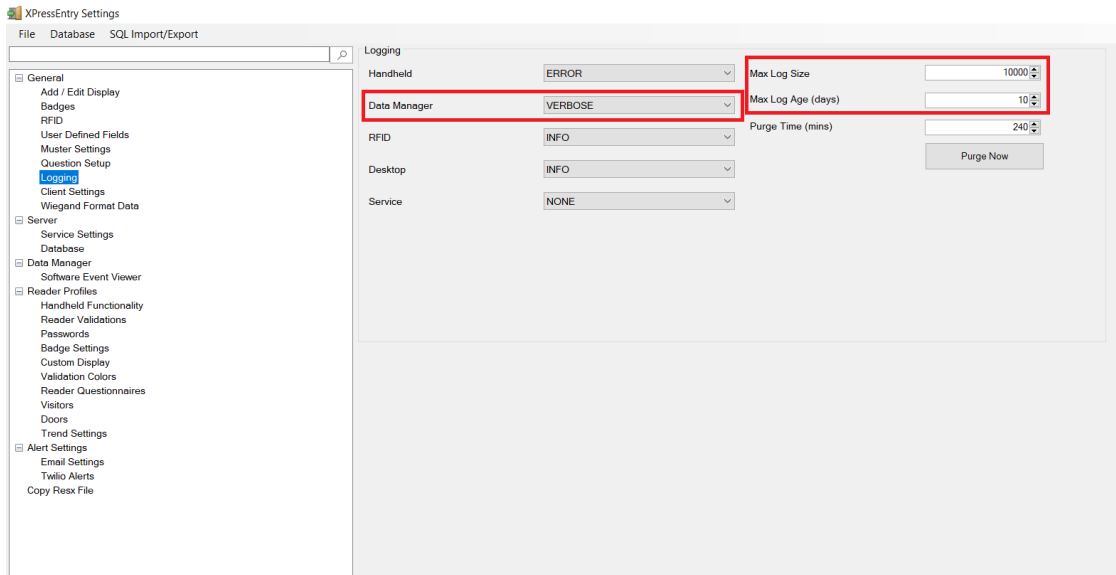 XPressEntry Settings
File Database SQL Import/Export
General
Add / Edit Display
Badges
RFID
User Defined Fields
Muster Settings
Question Setup
Logging
Client Settings
Wiegand Format Data
Server
Service Settings
Database
Data Manager
Software Event Viewer
Reader Profiles
Handheld Functionality
Reader Validations
Passwords
Badge Settings
Custom Display
Validation Colors
Reader Questionnaires
Visitors
Doors
Trend Settings
Alert Settings
Email Settings
Twilio Alerts
Copy Resx File
Logging
Handheld ERROR
Data Manager VERBOSE
RFID INFO
Desktop INFO
Service NONE
Max Log Size 10000
Max Log Age (days) 10
Purge Time (mins) 240
Purge Now